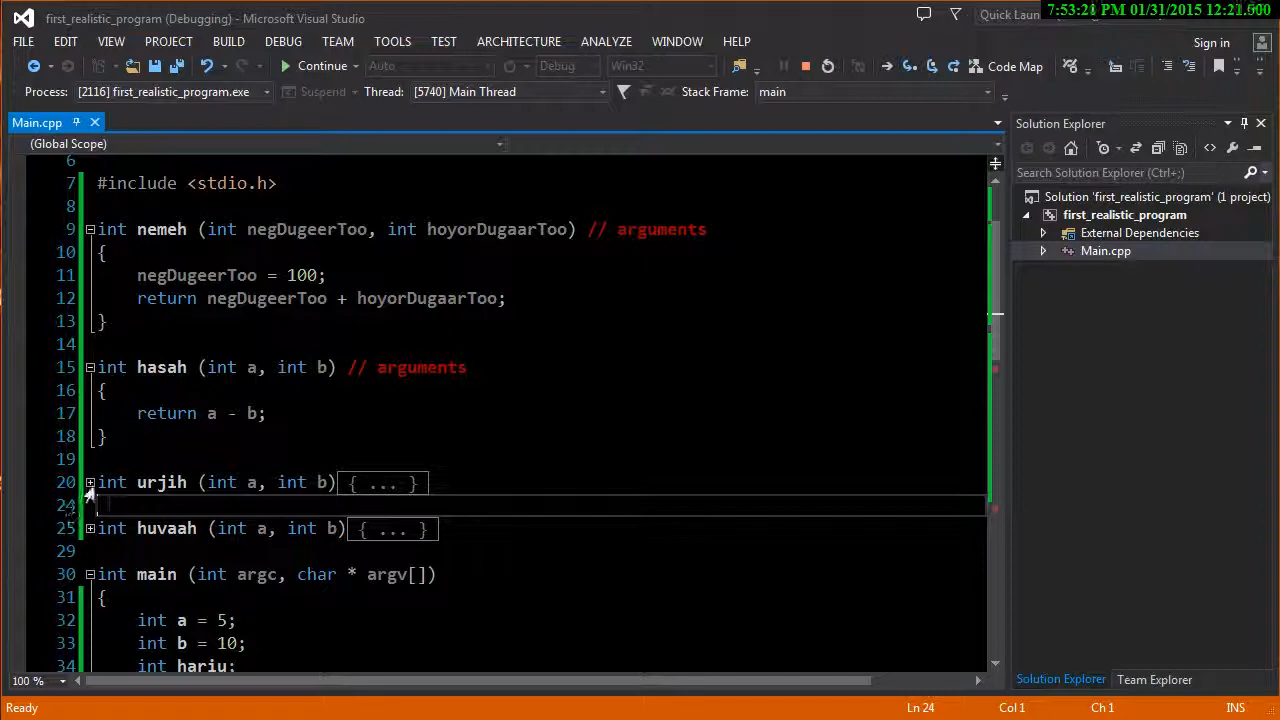 first_realistic_program (Debugging) - Microsoft Visual Studio
7:53:21 PM 01/31/2015 12:21.900
FILE EDIT VIEW PROJECT BUILD DEBUG TEAM TOOLS TEST ARCHITECTURE ANALYZE WINDOW HELP
Sign in
Continue Auto Debug Win32 Code Map
Process: [2116] first_realistic_program.exe Suspend Thread: [5740] Main Thread Stack Frame: main
Main.cpp
(Global Scope)
Solution Explorer
Search Solution Explorer (Ctrl+;)
Solution 'first_realistic_program' (1 project)
first_realistic_program
External Dependencies
Main.cpp
6
7 #include <stdio.h>
8
9 int nemeh (int negDugeerToo, int hoyorDugaarToo) // arguments
10 {
11 negDugeerToo = 100;
12 return negDugeerToo + hoyorDugaarToo;
13 }
14
15 int hasah (int a, int b) // arguments
16 {
17 return a - b;
18 }
19
20 int urjih (int a, int b){ ... }
24
25 int huvaah (int a, int b){ ... }
29
30 int main (int argc, char * argv[])
31 {
32 int a = 5;
33 int b = 10;
34 int hariu;
100 %
Solution Explorer Team Explorer
Ready Ln 24 Col 1 Ch 1 INS